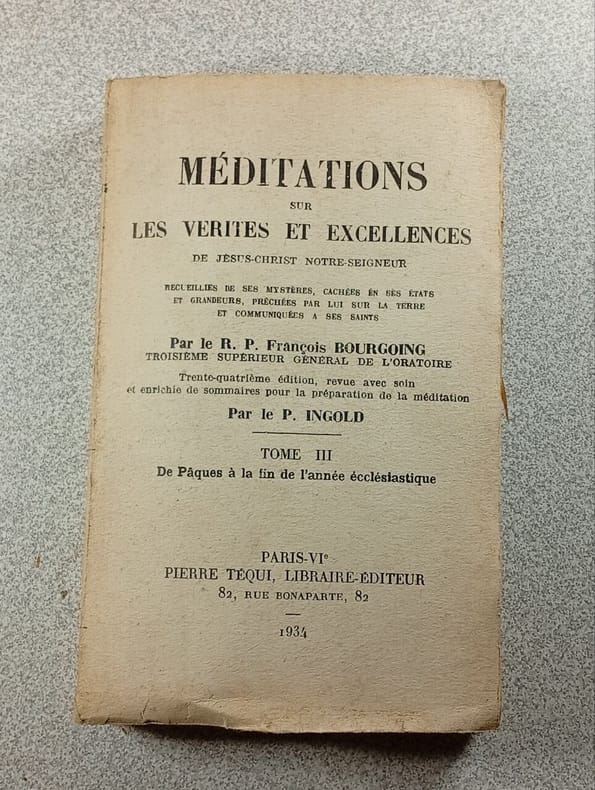 MÉDITATIONS
SUR
LES VERITES ET EXCELLENCES
DE JÉSUS-CHRIST NOTRE-SEIGNEUR
RECUEILLIES DE SES MYSTÈRES, CACHÉES EN SES ÉTATS
ET GRANDEURS, PRÊCHÉES PAR LUI SUR LA TERRE
ET COMMUNIQUÉES A SES SAINTS
Par le R. P. François BOURGOING
TROISIÈME SUPÉRIEUR GÉNÉRAL DE L'ORATOIRE
Trente-quatrième édition, revue avec soin
et enrichie de sommaires pour la préparation de la méditation
Par le P. INGOLD
TOME III
De Pâques à la fin de l'année écclésiastique
PARIS-VIe
PIERRE TÉQUI, LIBRAIRE-ÉDITEUR
82, RUE BONAPARTE, 82
1934